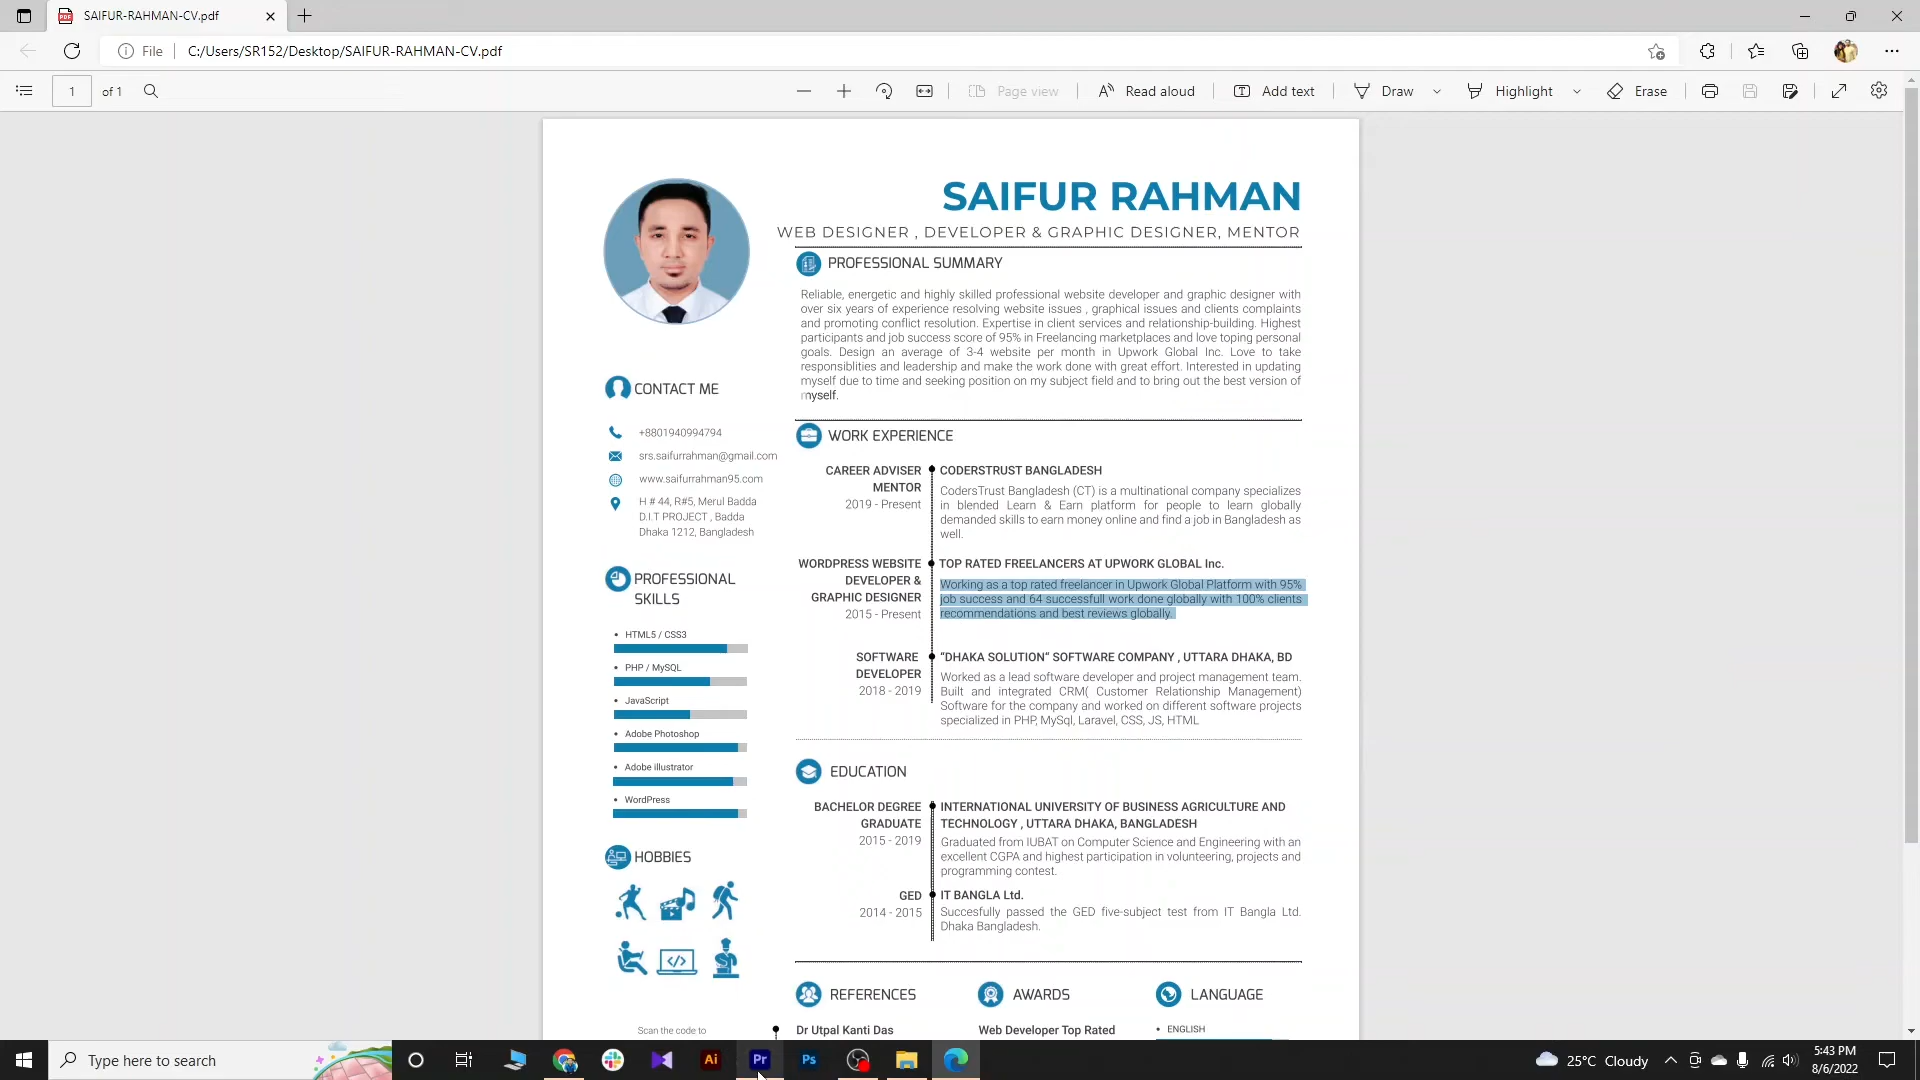 SAIFUR-RAHMAN-CV.pdf
File
C:/Users/SR152/Desktop/SAIFUR-RAHMAN-CV.pdf
1
of 1
Page view
Read aloud
Add text
Draw
Highlight
Erase
SAIFUR RAHMAN
WEB DESIGNER , DEVELOPER & GRAPHIC DESIGNER, MENTOR
PROFESSIONAL SUMMARY
Reliable, energetic and highly skilled professional website developer and graphic designer with
over six years of experience resolving website issues , graphical issues and clients complaints
and promoting conflict resolution. Expertise in client services and relationship-building. Highest
participants and job success score of 95% in Freelancing marketplaces and love toping personal
goals. Design an average of 3-4 website per month in Upwork Global Inc. Love to take
responsiblities and leadership and make the work done with great effort. Interested in updating
myself due to time and seeking position on my subject field and to bring out the best version of
myself.
CONTACT ME
+8801940994794
srs.saifurrahman@gmail.com
www.saifurrahman95.com
H # 44, R#5, Merul Badda
D.I.T PROJECT , Badda
Dhaka 1212, Bangladesh
PROFESSIONAL
SKILLS
• HTML5 / CSS3
• PHP / MySQL
• JavaScript
• Adobe Photoshop
• Adobe illustrator
• WordPress
HOBBIES
Scan the code to
WORK EXPERIENCE
CAREER ADVISER
MENTOR
2019 - Present
CODERSTRUST BANGLADESH
CodersTrust Bangladesh (CT) is a multinational company specializes
in blended Learn & Earn platform for people to learn globally
demanded skills to earn money online and find a job in Bangladesh as
well.
WORDPRESS WEBSITE
DEVELOPER &
GRAPHIC DESIGNER
2015 - Present
TOP RATED FREELANCERS AT UPWORK GLOBAL Inc.
Working as a top rated freelancer in Upwork Global Platform with 95%
job success and 64 successfull work done globally with 100% clients
recommendations and best reviews globally.
SOFTWARE
DEVELOPER
2018 - 2019
“DHAKA SOLUTION“ SOFTWARE COMPANY , UTTARA DHAKA, BD
Worked as a lead software developer and project management team.
Built and integrated CRM( Customer Relationship Management)
Software for the company and worked on different software projects
specialized in PHP, MySql, Laravel, CSS, JS, HTML
EDUCATION
BACHELOR DEGREE
GRADUATE
2015 - 2019
INTERNATIONAL UNIVERSITY OF BUSINESS AGRICULTURE AND
TECHNOLOGY , UTTARA DHAKA, BANGLADESH
Graduated from IUBAT on Computer Science and Engineering with an
excellent CGPA and highest participation in volunteering, projects and
programming contest.
GED
2014 - 2015
IT BANGLA Ltd.
Succesfully passed the GED five-subject test from IT Bangla Ltd.
Dhaka Bangladesh.
REFERENCES
Dr Utpal Kanti Das
AWARDS
Web Developer Top Rated
LANGUAGE
• ENGLISH
Type here to search
Ai
Pr
Ps
25°C Cloudy
5:43 PM
8/6/2022